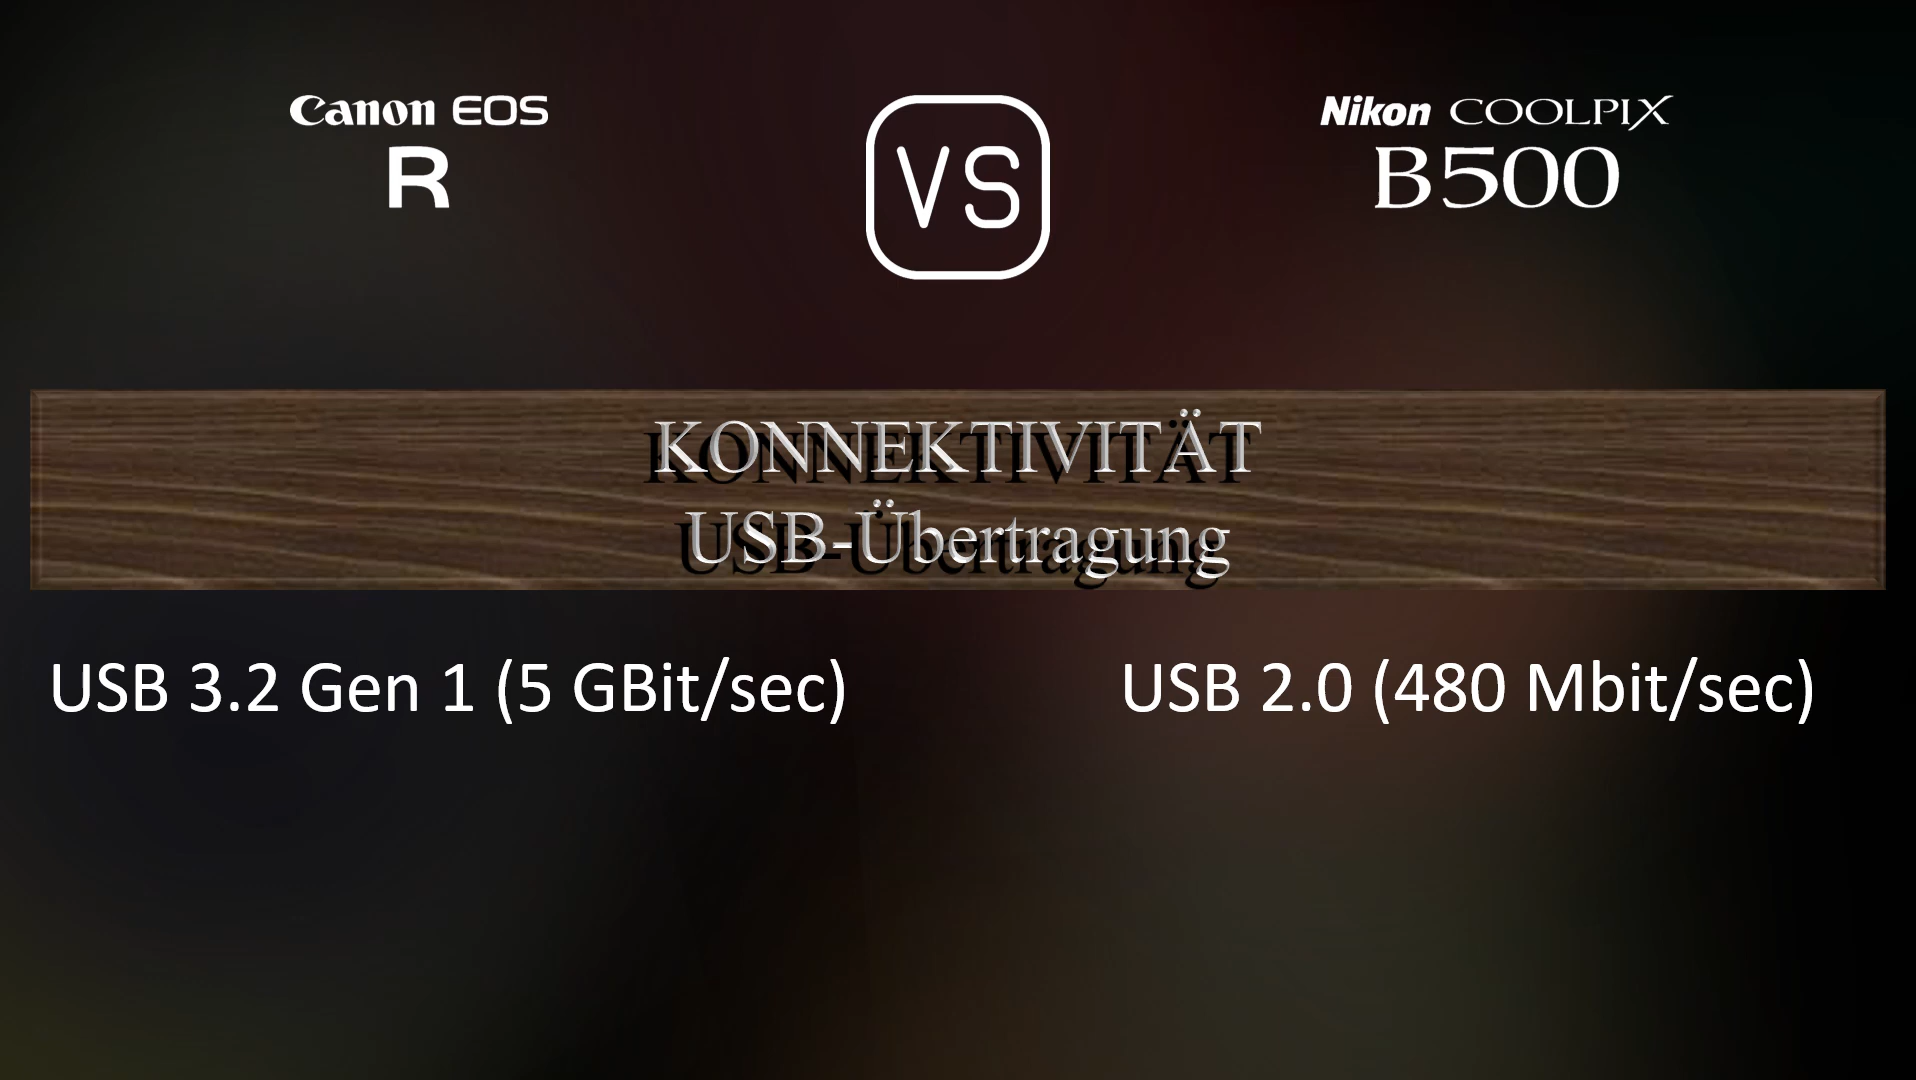 Canon EOS
R
VS
Nikon COOLPIX
B500
KONNEKTIVITÄT
USB-Übertragung
USB 3.2 Gen 1 (5 GBit/sec)
USB 2.0 (480 Mbit/sec)